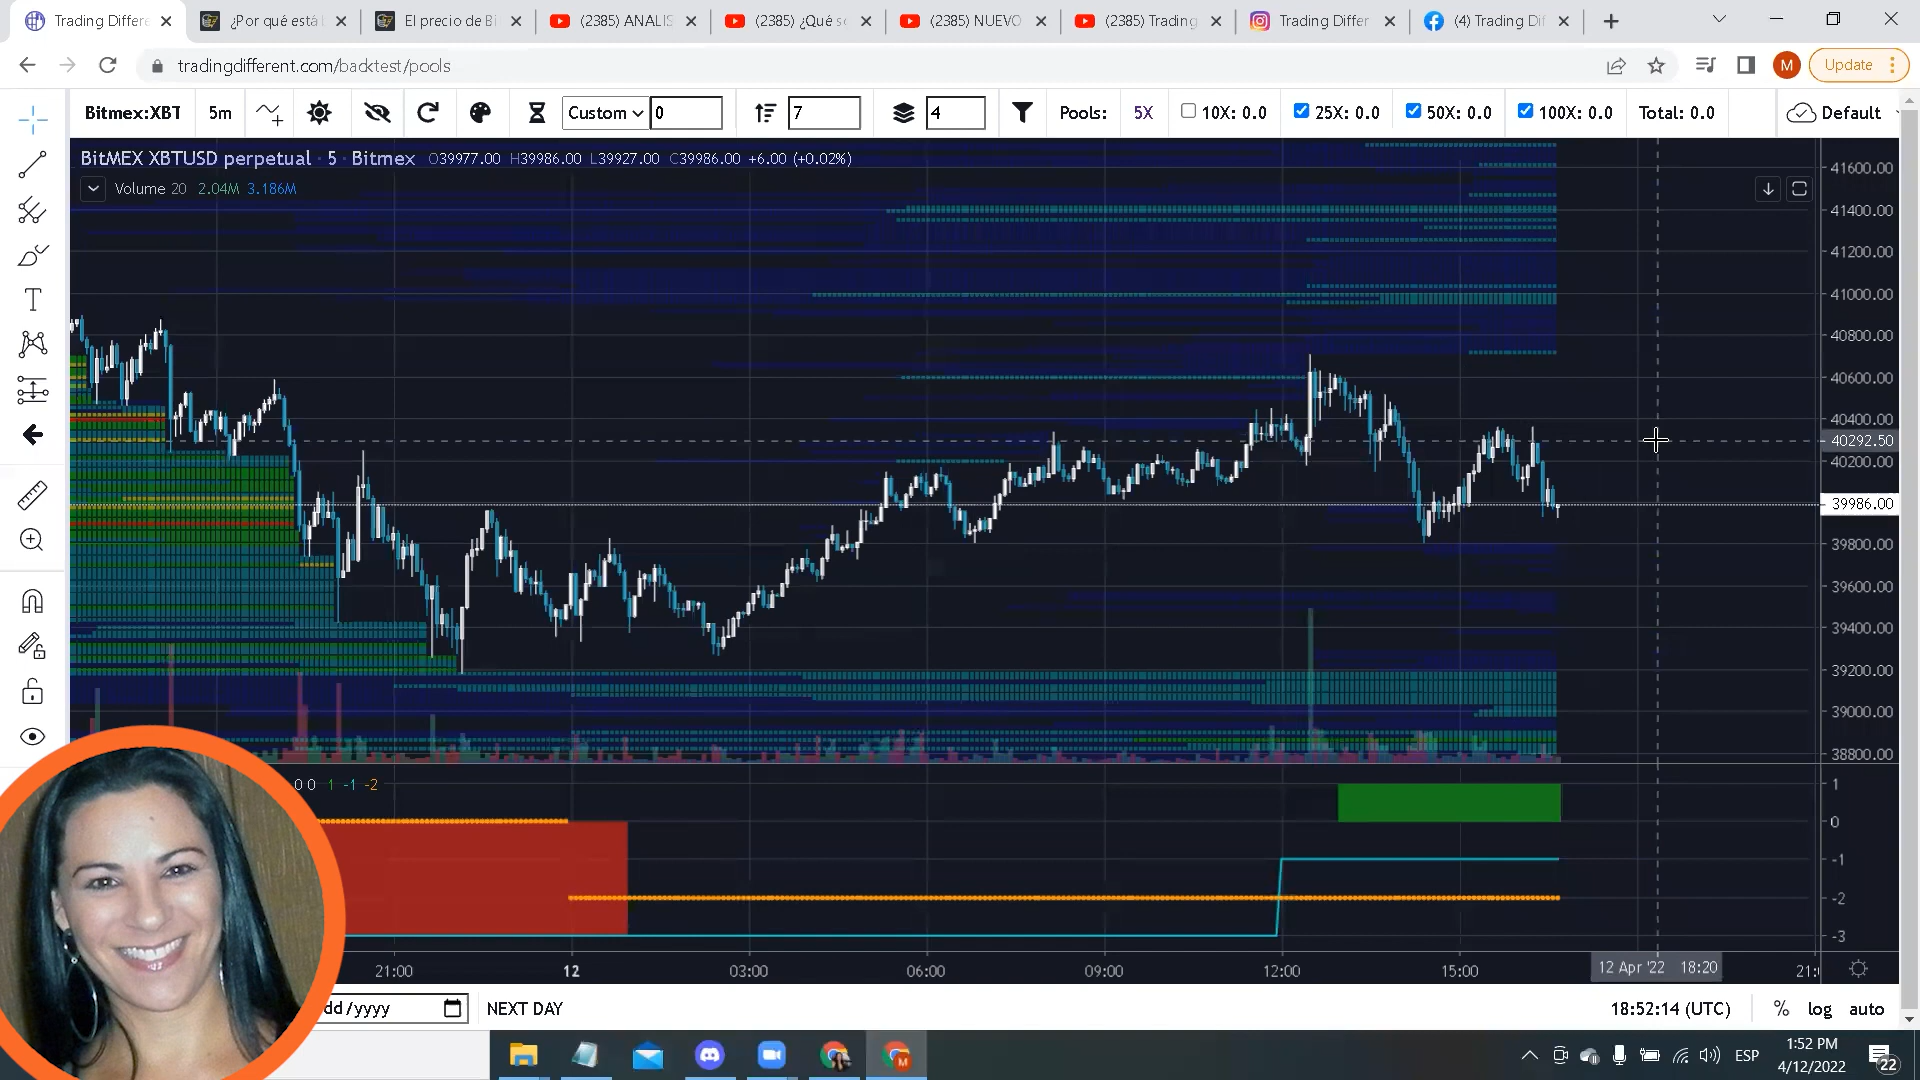 Trading Differe
¿Por qué está l
El precio de Bi
(2385) ANALIS
(2385) ¿Qué so
(2385) NUEVO
(2385) Trading
Trading Differ
(4) Trading Dif
tradingdifferent.com/backtest/pools
M
Update
Bitmex:XBT
5m
Custom
0
7
4
Pools:
5X
10X: 0.0
25X: 0.0
50X: 0.0
100X: 0.0
Total: 0.0
Default
BitMEX XBTUSD perpetual · 5 · Bitmex O39977.00 H39986.00 L39927.00 C39986.00 +6.00 (+0.02%)
Volume 20 2.04M 3.186M
41600.00
41400.00
41200.00
41000.00
40800.00
40600.00
40400.00
40292.50
40200.00
39986.00
39800.00
39600.00
39400.00
39200.00
39000.00
38800.00
0 0 1 -1 -2
1
0
-1
-2
-3
21:00
12
03:00
06:00
09:00
12:00
15:00
12 Apr '22 18:20
21:
dd/yyyy
NEXT DAY
18:52:14 (UTC)
%
log
auto
M
ESP
1:52 PM
4/12/2022
22